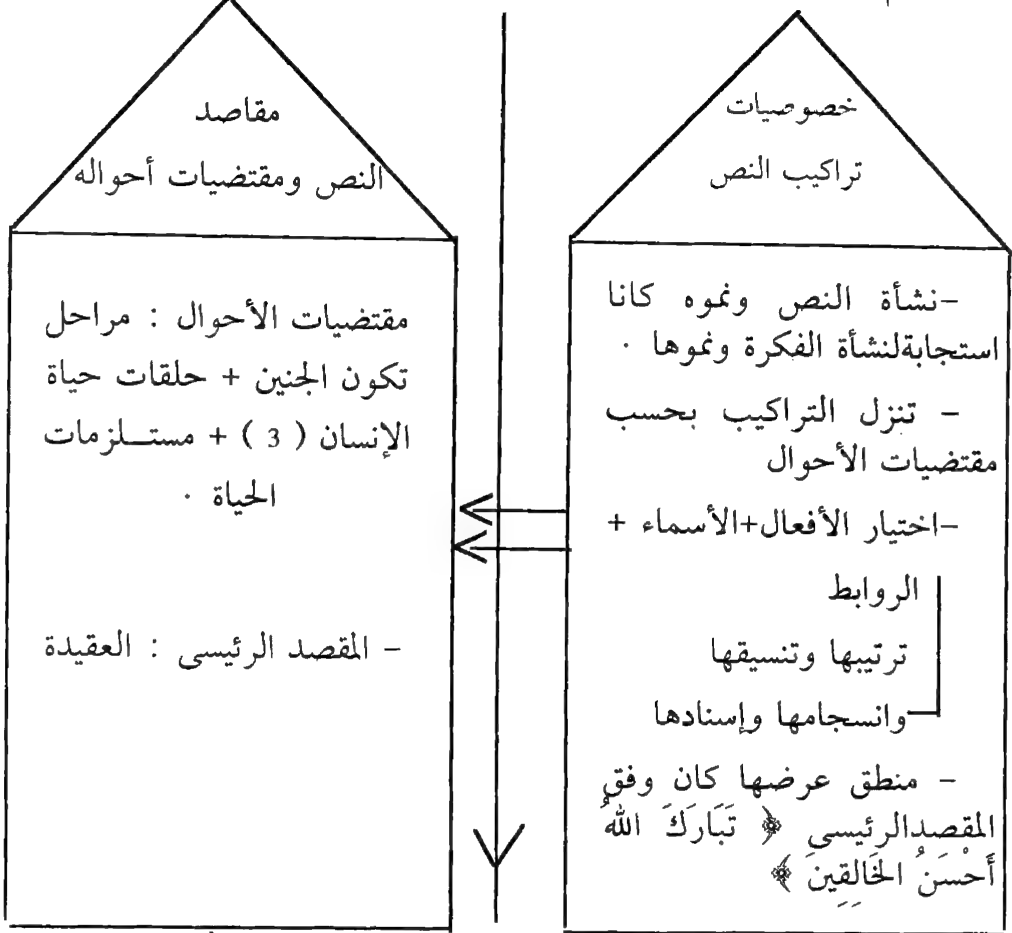 خصوصيات
تراكيب النص
-نشأة النص ونموه كانا
استجابةلنشأة الفكرة ونموها .
- تنزل التراكيب بحسب
مقتضيات الأحوال
-اختيار الأفعال+الأسماء +
الروابط
ترتيبها وتنسيقها
وانسجامها وإسنادها
- منطق عرضها كان وفق
المقصدالرئيسى ﴿ تَبَارَكَ اللهُ
أَحْسَنُ الخَالِقِينَ ﴾
مقاصد
النص ومقتضيات أحواله
مقتضيات الأحوال : مراحل
تكون الجنين + حلقات حياة
الإنسان ( 3 ) + مستلزمات
الحياة .
- المقصد الرئيسى : العقيدة